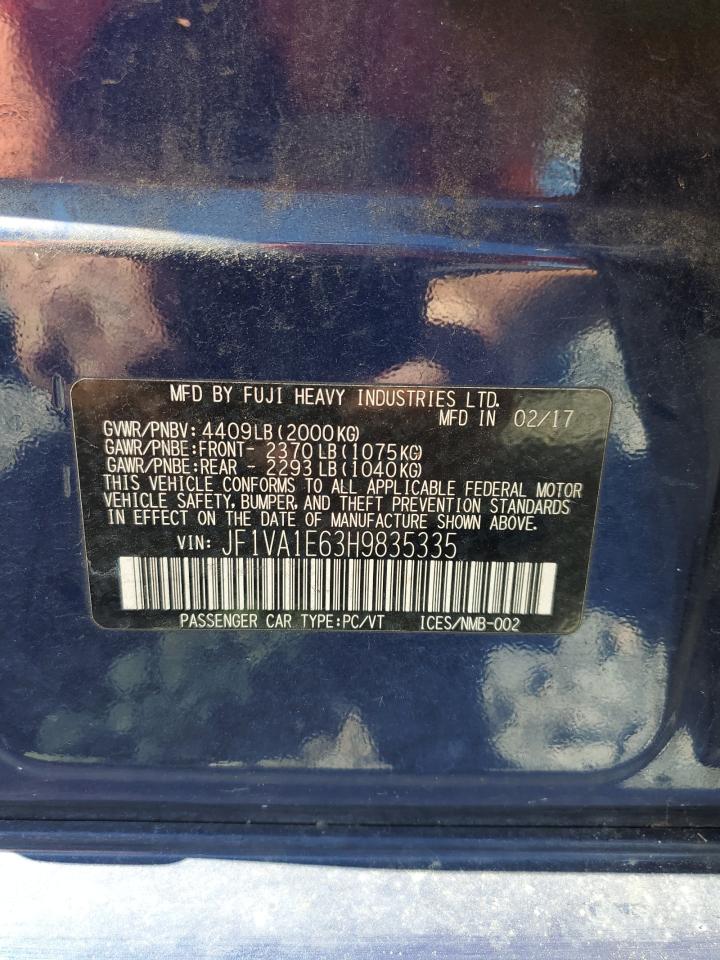 MFD BY FUJI HEAVY INDUSTRIES LTD.
MFD IN 02/17
GVWR/PNBV: 4409LB(2000KG)
GAWR/PNBE:FRONT- 2370LB(1075KG)
GAWR/PNBE:REAR - 2293LB(1040KG)
THIS VEHICLE CONFORMS TO ALL APPLICABLE FEDERAL MOTOR
VEHICLE SAFETY, BUMPER, AND THEFT PREVENTION STANDARDS
IN EFFECT ON THE DATE OF MANUFACTURE SHOWN ABOVE.
VIN: JF1VA1E63H9835335
PASSENGER CAR TYPE:PC/VT ICES/NMB-002